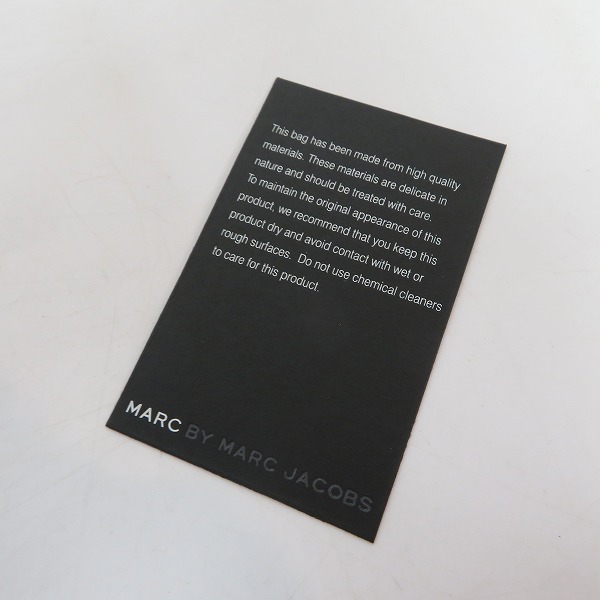 This bag has been made from high quality
materials. These materials are delicate in
nature and should be treated with care.
To maintain the original appearance of this
product, we recommend that you keep this
product dry and avoid contact with wet or
rough surfaces. Do not use chemical cleaners
to care for this product.
MARC BY MARC JACOBS